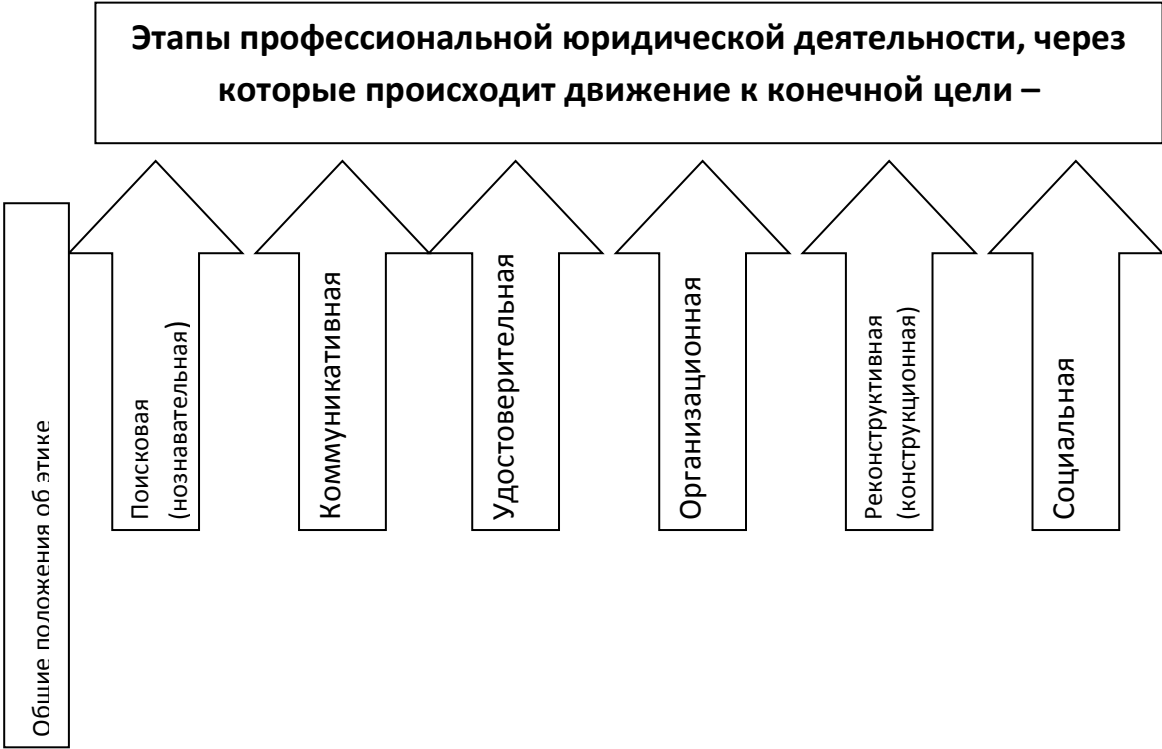 Этапы профессиональной юридической деятельности, через
которые происходит движение к конечной цели –
Общие положения об этике
Поисковая
(нознавательная)
Коммуникативная
Удостоверительная
Организационная
Реконструктивная
(конструкционная)
Социальная